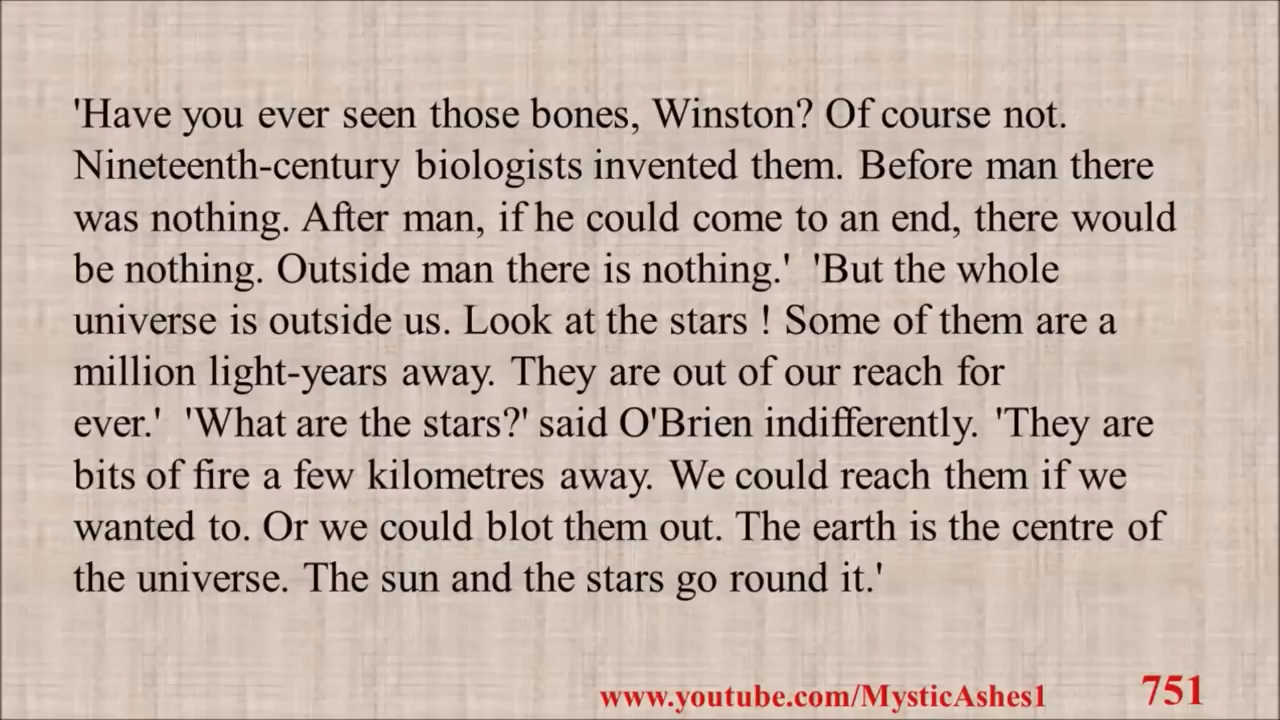 'Have you ever seen those bones, Winston? Of course not.
Nineteenth-century biologists invented them. Before man there
was nothing. After man, if he could come to an end, there would
be nothing. Outside man there is nothing.' 'But the whole
universe is outside us. Look at the stars ! Some of them are a
million light-years away. They are out of our reach for
ever.' 'What are the stars?' said O'Brien indifferently. 'They are
bits of fire a few kilometres away. We could reach them if we
wanted to. Or we could blot them out. The earth is the centre of
the universe. The sun and the stars go round it.'
www.youtube.com/MysticAshes1 751